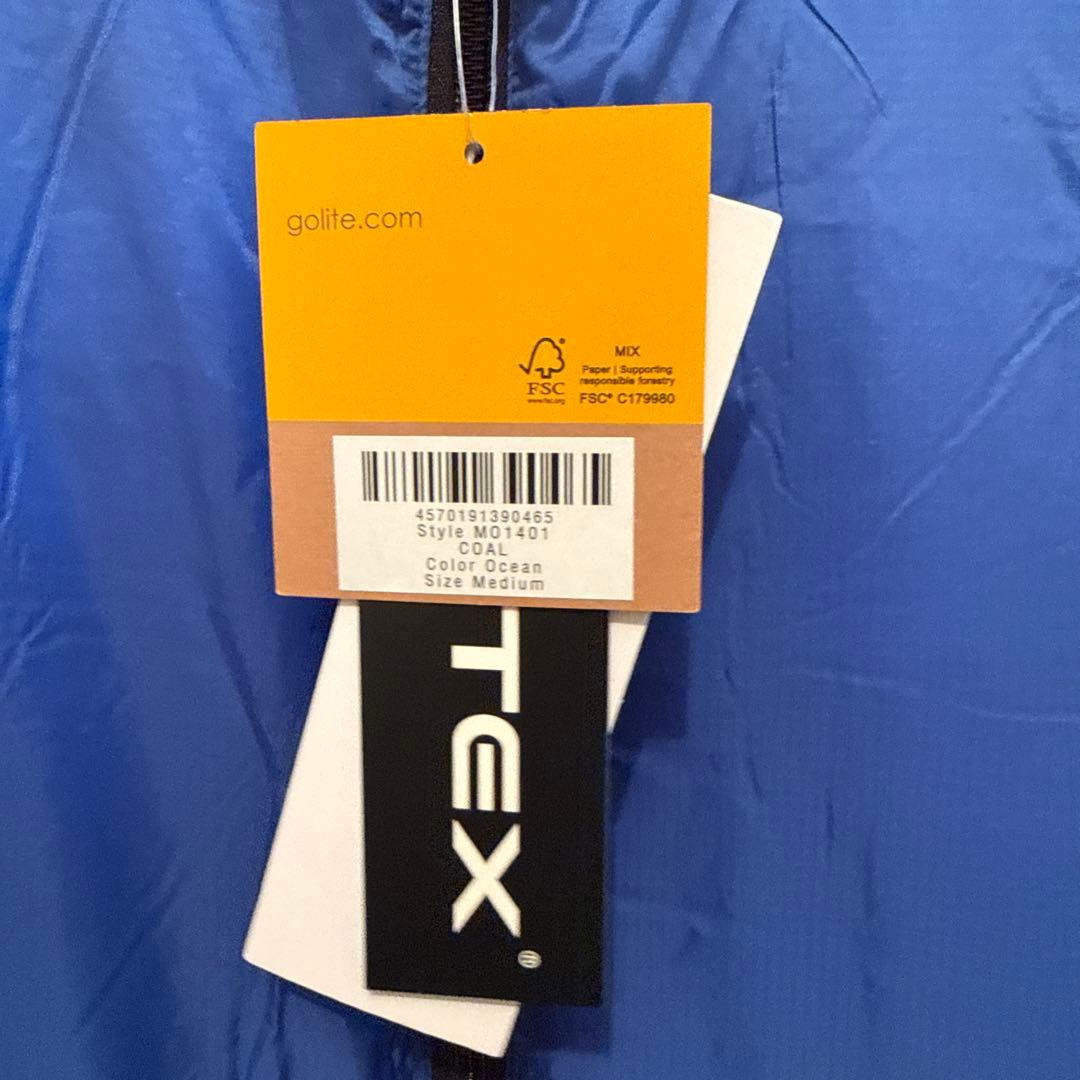 golite.com
MIX
Paper | Supporting
responsible forestry
FSC® C179980
FSC
www.fsc.org
4570191390465
Style MO1401
COAL
Color Ocean
Size Medium
TEX®